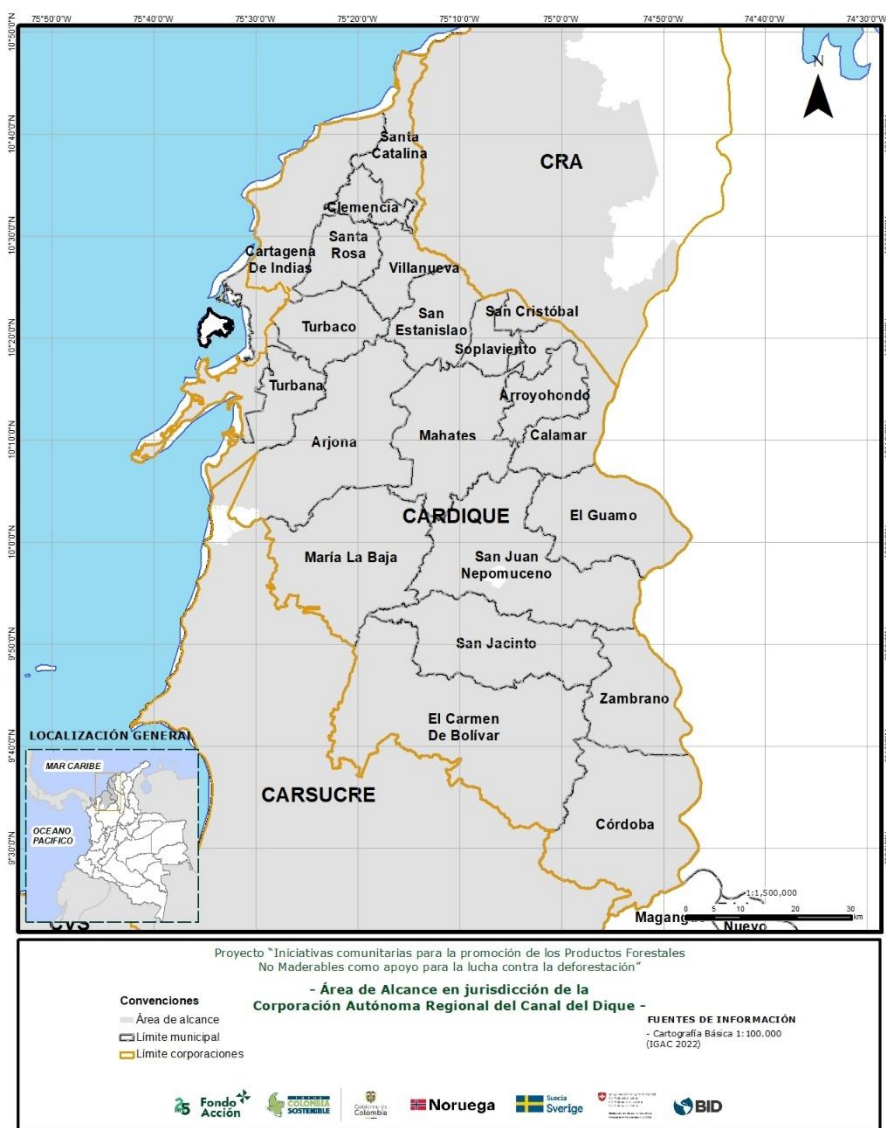 75°50'0"W 75°40'0"W 75°30'0"W 75°20'0"W 75°10'0"W 75°0'0"W 74°50'0"W 74°40'0"W 74°30'0"W
10°50'0"N
N
10°40'0"N
Santa
Catalina
CRA
Clemencia
10°30'0"N
Santa
Rosa
Cartagena
De Indias
Villanueva
San Cristóbal
San
Estanislao
Turbaco
10°20'0"N
Soplaviento
Turbana
Arroyohondo
Arjona
Mahates
Calamar
10°10'0"N
CARDIQUE
El Guamo
10°0'0"N
María La Baja
San Juan
Nepomuceno
9°50'0"N
San Jacinto
Zambrano
El Carmen
De Bolívar
LOCALIZACIÓN GENERAL
9°40'0"N
MAR CARIBE
CARSUCRE
OCEANO
PACIFICO
Córdoba
9°30'0"N
1:1,500,000
0 5 10 20 30
km
CVS
Nuevo
Proyecto "Iniciativas comunitarias para la promoción de los Productos Forestales
No Maderables como apoyo para la lucha contra la deforestación"
- Área de Alcance en jurisdicción de la
Corporación Autónoma Regional del Canal del Dique -
Convenciones
Área de alcance
Límite municipal
Límite corporaciones
FUENTES DE INFORMACIÓN
- Cartografía Básica 1:100.000
(IGAC 2022)
25 Fondo
Acción
COLOMBIA
SOSTENIBLE
Gobierno de
Colombia
Noruega
Suecia
Sverige
BID